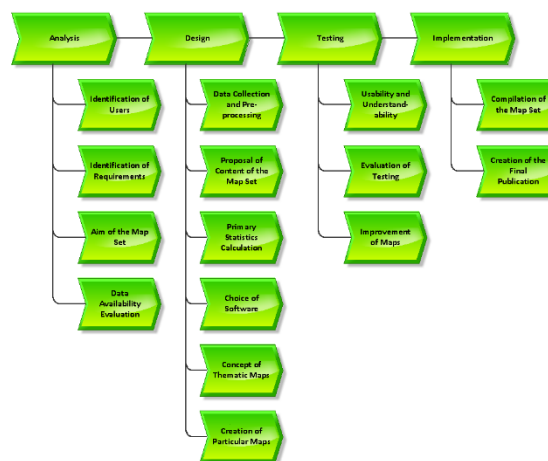 Analysis
Design
Testing
Implementation
Identification of
Users
Identification of
Requirements
Aim of the Map
Set
Data
Availability
Evaluation
Data Collection
and Pre-
processing
Proposal of
Content of the
Map Set
Primary
Statistics
Calculation
Choice of
Software
Concept of
Thematic Maps
Creation of
Particular Maps
Usability and
Understand-
ability
Evaluation of
Testing
Improvement
of Maps
Compilation of
the Map Set
Creation of the
Final
Publication